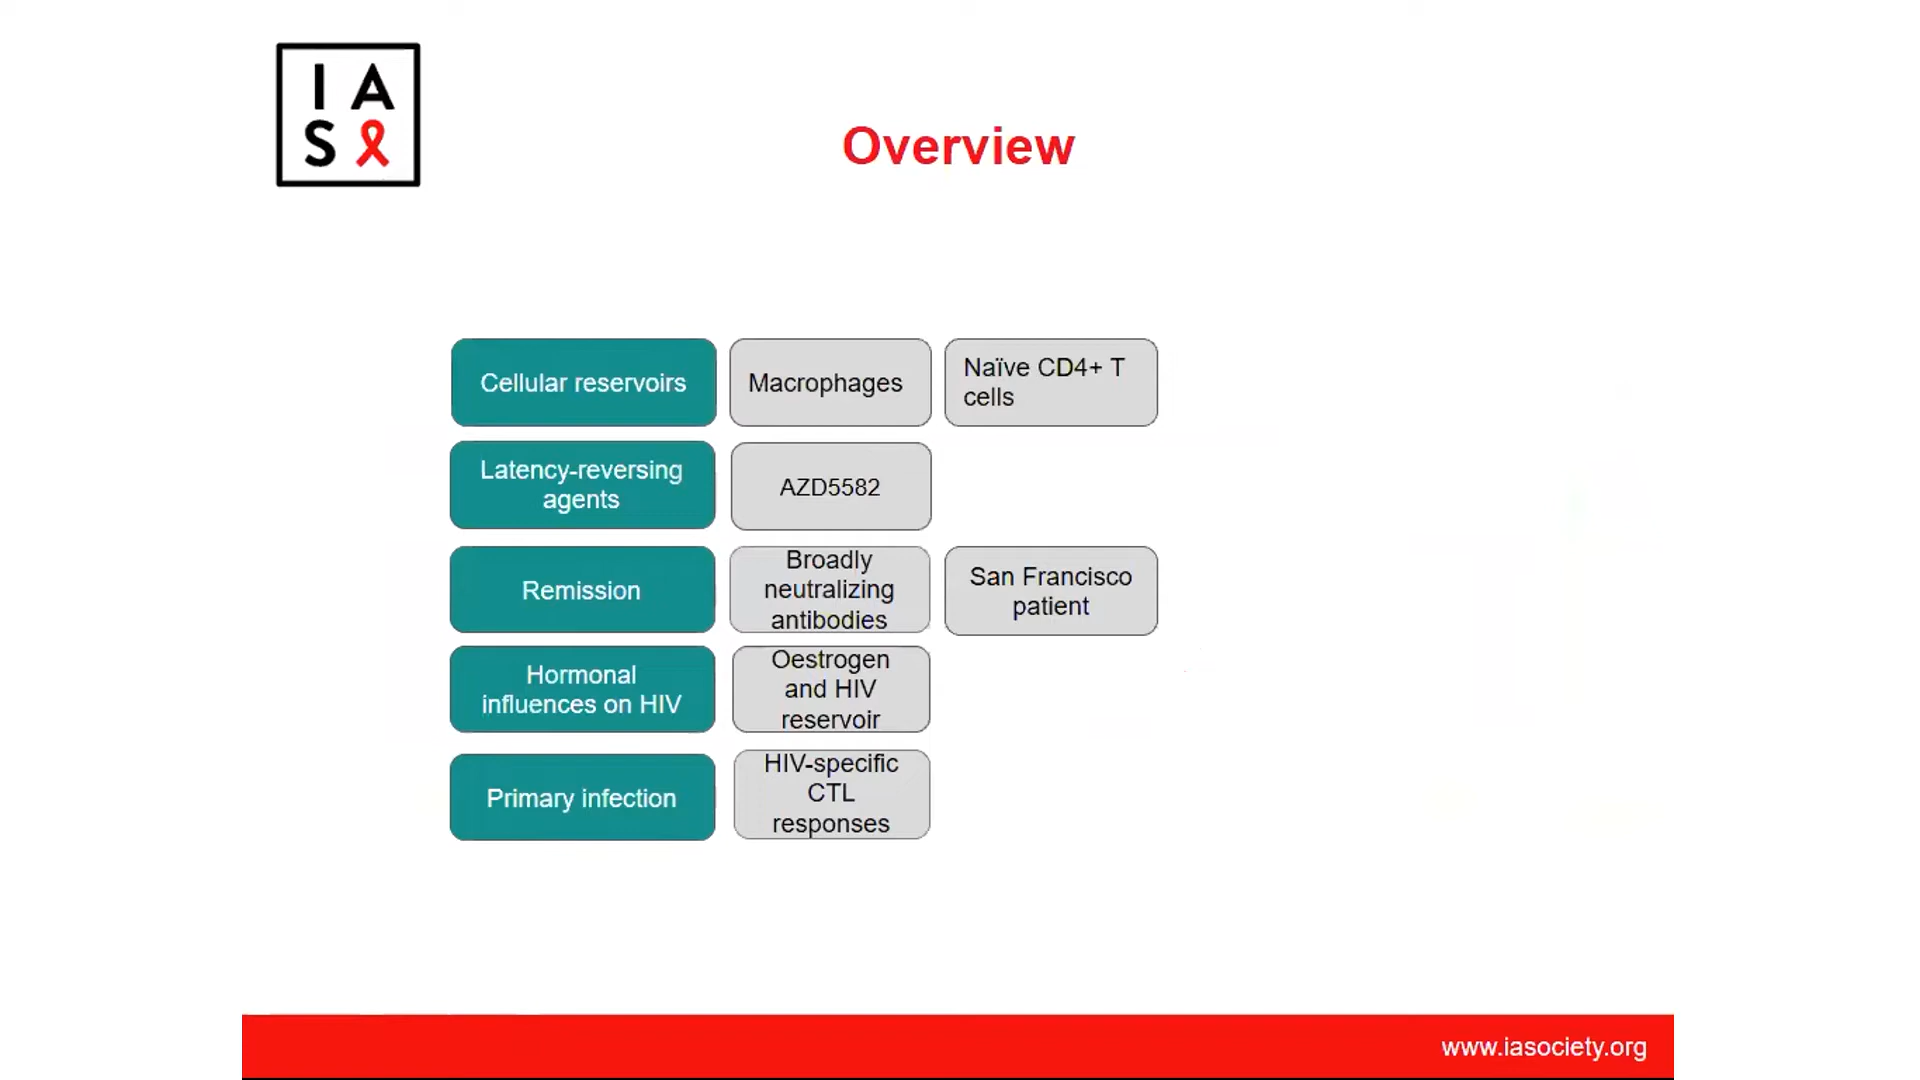 I A
S
Overview
Cellular reservoirs
Macrophages
Naïve CD4+ T
cells
Latency-reversing
agents
AZD5582
Remission
Broadly
neutralizing
antibodies
San Francisco
patient
Hormonal
influences on HIV
Oestrogen
and HIV
reservoir
Primary infection
HIV-specific
CTL
responses
www.iasociety.org